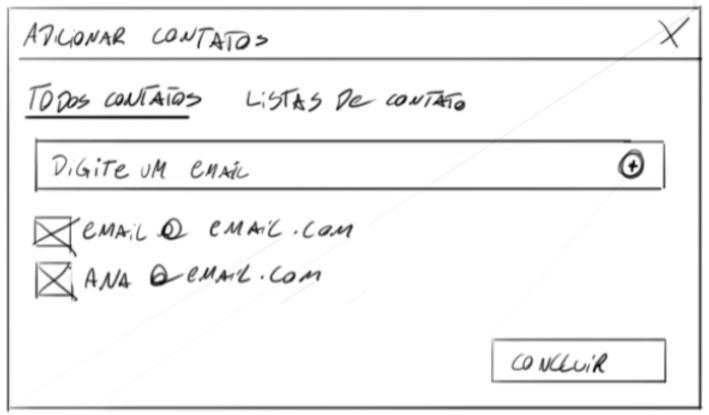 ADICIONAR CONTATOS X
TODOS CONTATOS LISTAS DE CONTATO
DIGITE UM EMAIL +
EMAIL @ EMAIL.COM
ANA @ EMAIL.COM
CONCLUIR